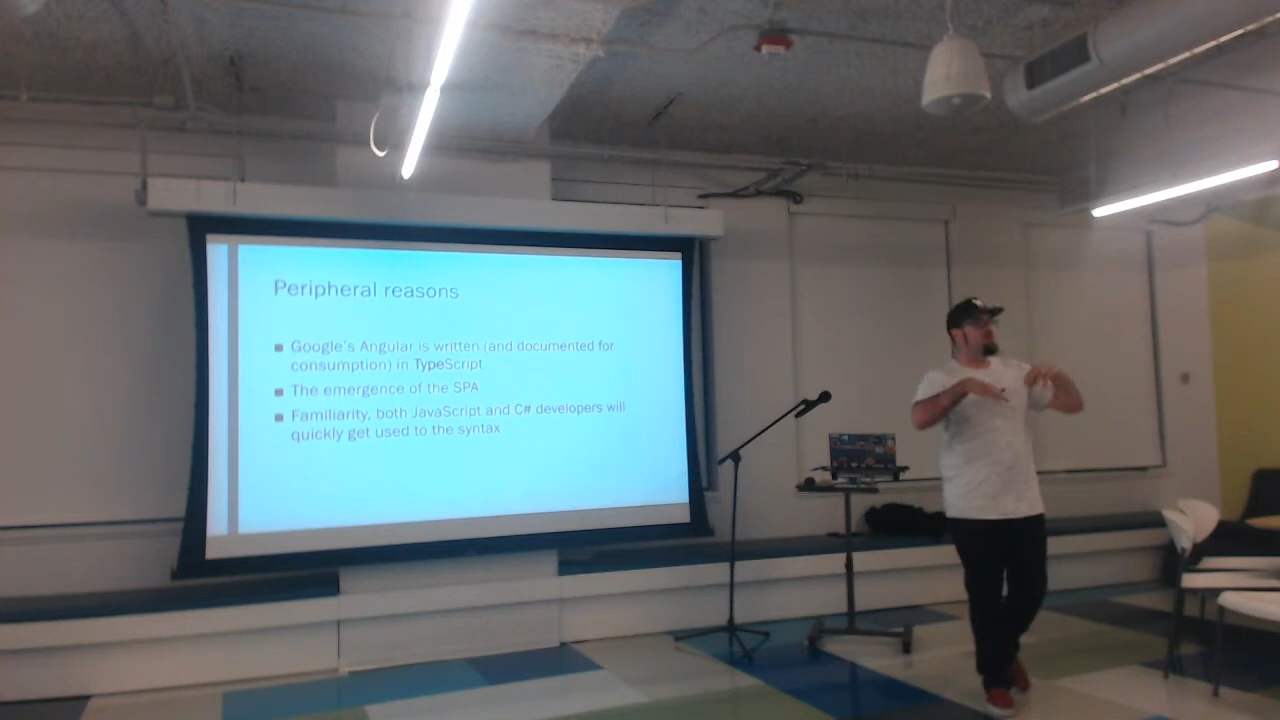 Peripheral reasons
Google's Angular is written (and documented for
consumption) in TypeScript
The emergence of the SPA
Familiarity, both JavaScript and C# developers will
quickly get used to the syntax